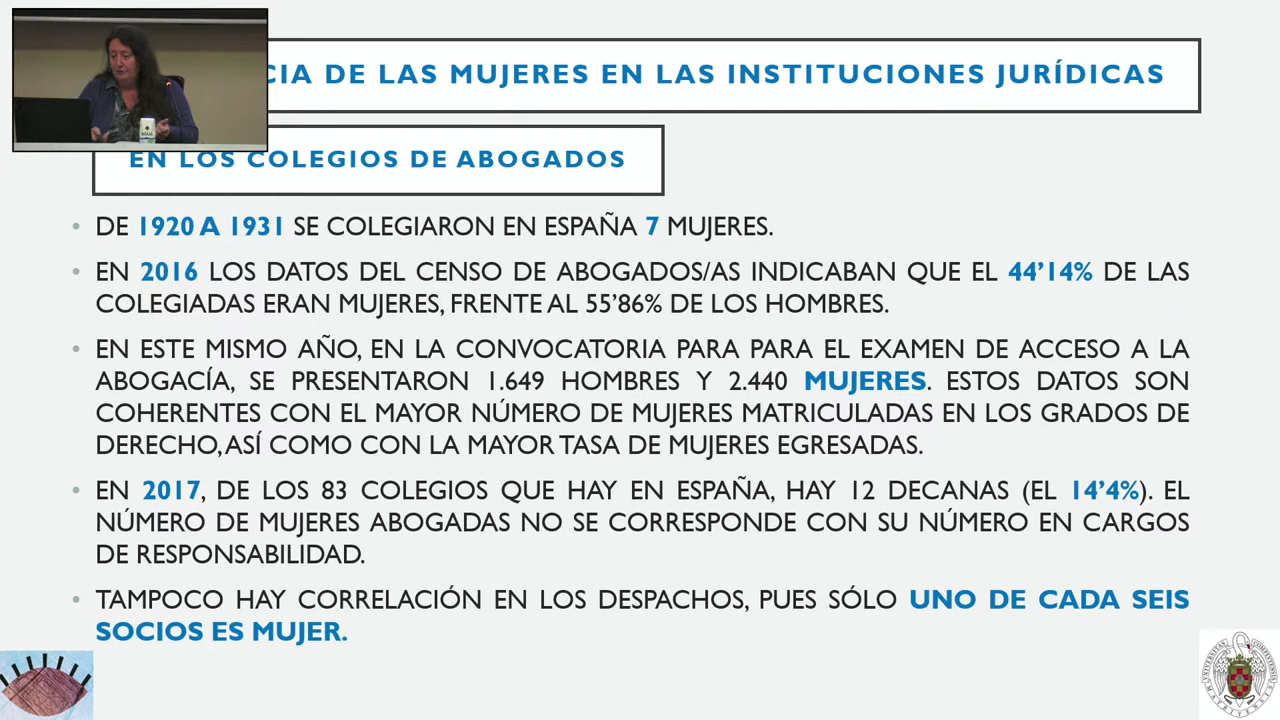 CIA DE LAS MUJERES EN LAS INSTITUCIONES JURÍDICAS
EN LOS COLEGIOS DE ABOGADOS
• DE 1920 A 1931 SE COLEGIARON EN ESPAÑA 7 MUJERES.
• EN 2016 LOS DATOS DEL CENSO DE ABOGADOS/AS INDICABAN QUE EL 44’14% DE LAS
COLEGIADAS ERAN MUJERES, FRENTE AL 55’86% DE LOS HOMBRES.
• EN ESTE MISMO AÑO, EN LA CONVOCATORIA PARA PARA EL EXAMEN DE ACCESO A LA
ABOGACÍA, SE PRESENTARON 1.649 HOMBRES Y 2.440 MUJERES. ESTOS DATOS SON
COHERENTES CON EL MAYOR NÚMERO DE MUJERES MATRICULADAS EN LOS GRADOS DE
DERECHO, ASÍ COMO CON LA MAYOR TASA DE MUJERES EGRESADAS.
• EN 2017, DE LOS 83 COLEGIOS QUE HAY EN ESPAÑA, HAY 12 DECANAS (EL 14’4%). EL
NÚMERO DE MUJERES ABOGADAS NO SE CORRESPONDE CON SU NÚMERO EN CARGOS
DE RESPONSABILIDAD.
• TAMPOCO HAY CORRELACIÓN EN LOS DESPACHOS, PUES SÓLO UNO DE CADA SEIS
SOCIOS ES MUJER.